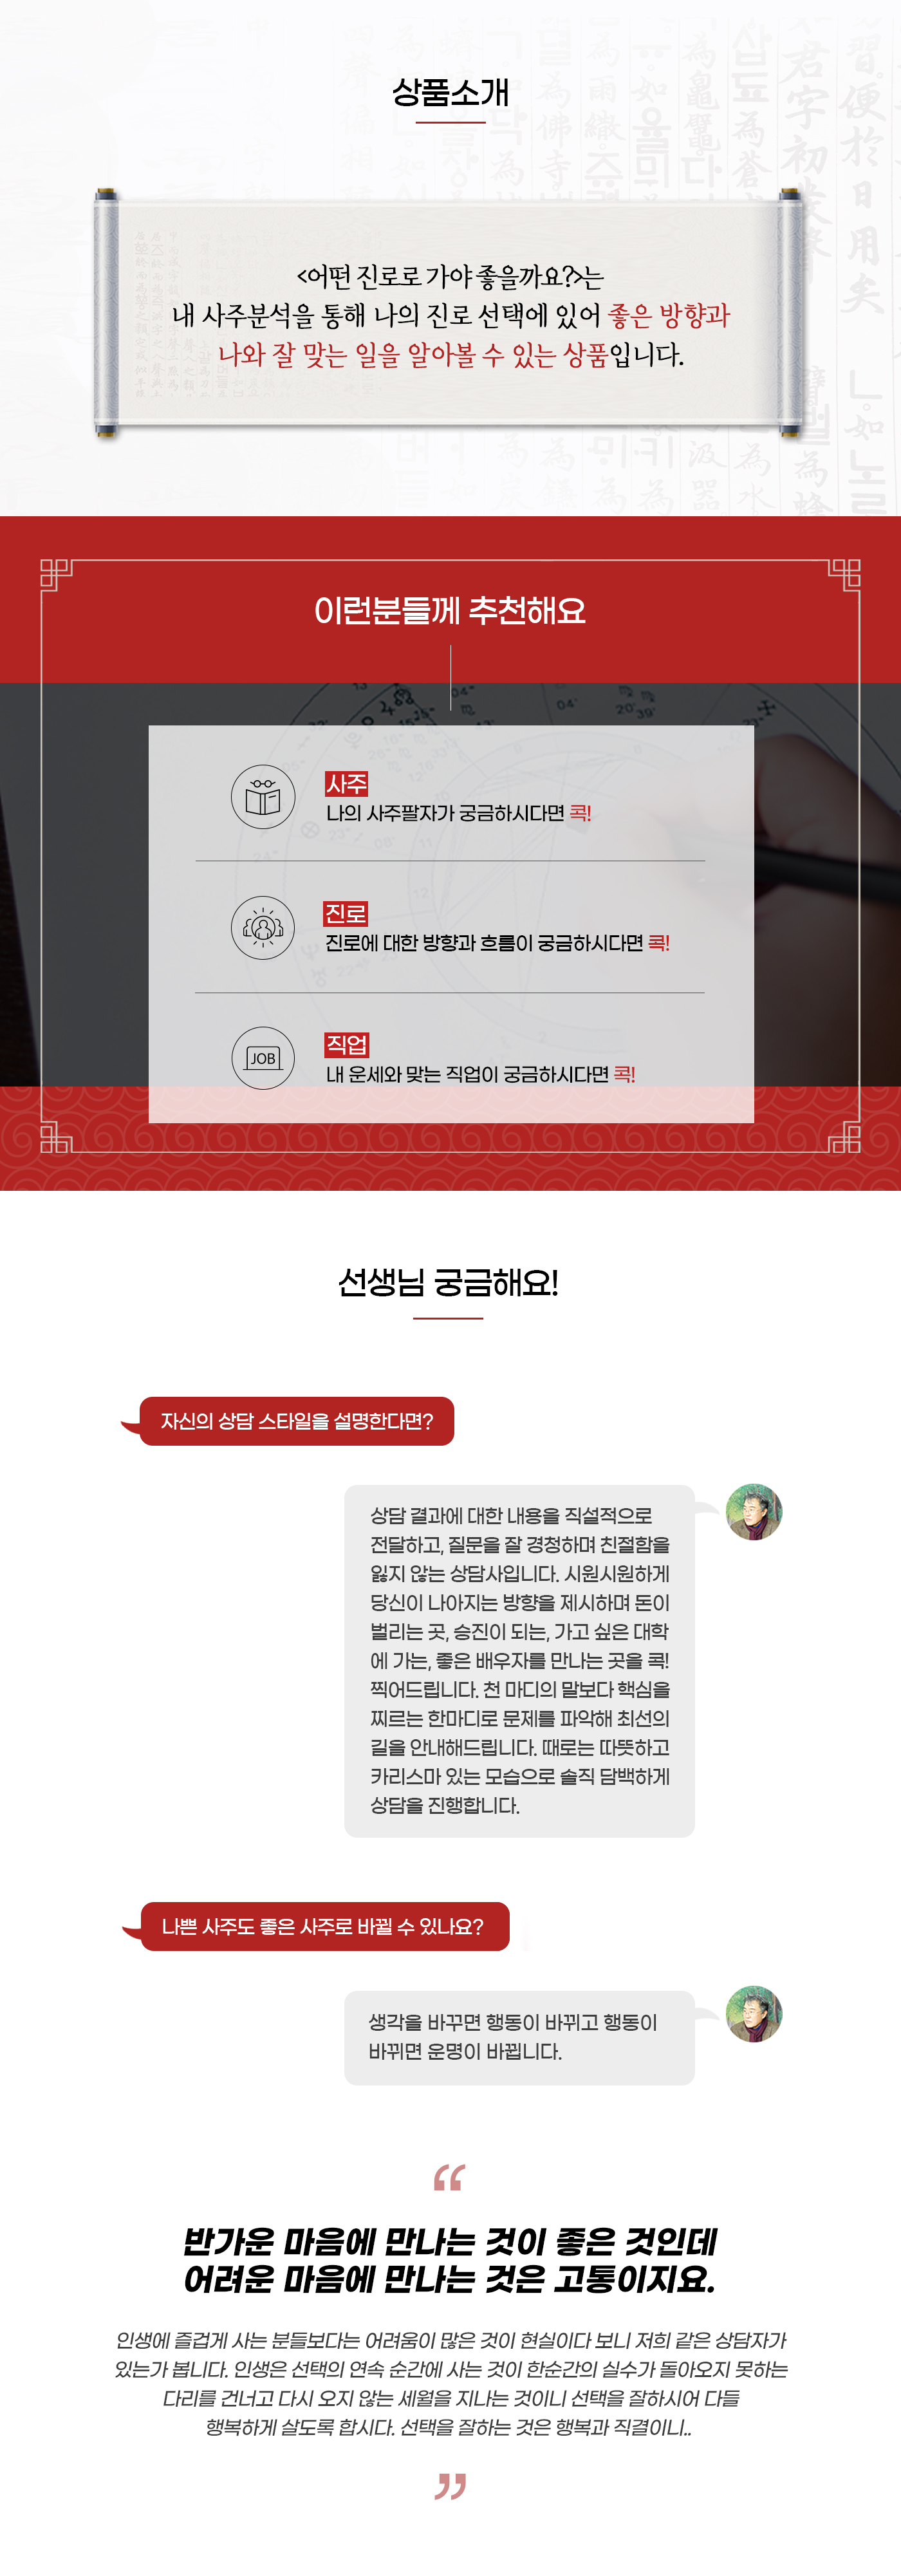 상품소개
<어떤 진로로 가야 좋을까요?>는
내 사주분석을 통해 나의 진로 선택에 있어 좋은 방향과
나와 잘 맞는 일을 알아볼 수 있는 상품입니다.
이런분들께 추천해요
사주
나의 사주팔자가 궁금하시다면 콕!
진로
진로에 대한 방향과 흐름이 궁금하시다면 콕!
JOB
직업
내 운세와 맞는 직업이 궁금하시다면 콕!
선생님 궁금해요!
자신의 상담 스타일을 설명한다면?
상담 결과에 대한 내용을 직설적으로
전달하고, 질문을 잘 경청하며 친절함을
잃지 않는 상담사입니다. 시원시원하게
당신이 나아지는 방향을 제시하며 돈이
벌리는 곳, 승진이 되는, 가고 싶은 대학
에 가는, 좋은 배우자를 만나는 곳을 콕!
찍어드립니다. 천 마디의 말보다 핵심을
찌르는 한마디로 문제를 파악해 최선의
길을 안내해드립니다. 때로는 따뜻하고
카리스마 있는 모습으로 솔직 담백하게
상담을 진행합니다.
나쁜 사주도 좋은 사주로 바뀔 수 있나요?
생각을 바꾸면 행동이 바뀌고 행동이
바뀌면 운명이 바뀝니다.
“
반가운 마음에 만나는 것이 좋은 것인데
어려운 마음에 만나는 것은 고통이지요.
인생에 즐겁게 사는 분들보다는 어려움이 많은 것이 현실이다 보니 저희 같은 상담자가
있는가 봅니다. 인생은 선택의 연속 순간에 사는 것이 한순간의 실수가 돌아오지 못하는
다리를 건너고 다시 오지 않는 세월을 지나는 것이니 선택을 잘하시어 다들
행복하게 살도록 합시다. 선택을 잘하는 것은 행복과 직결이니..
”